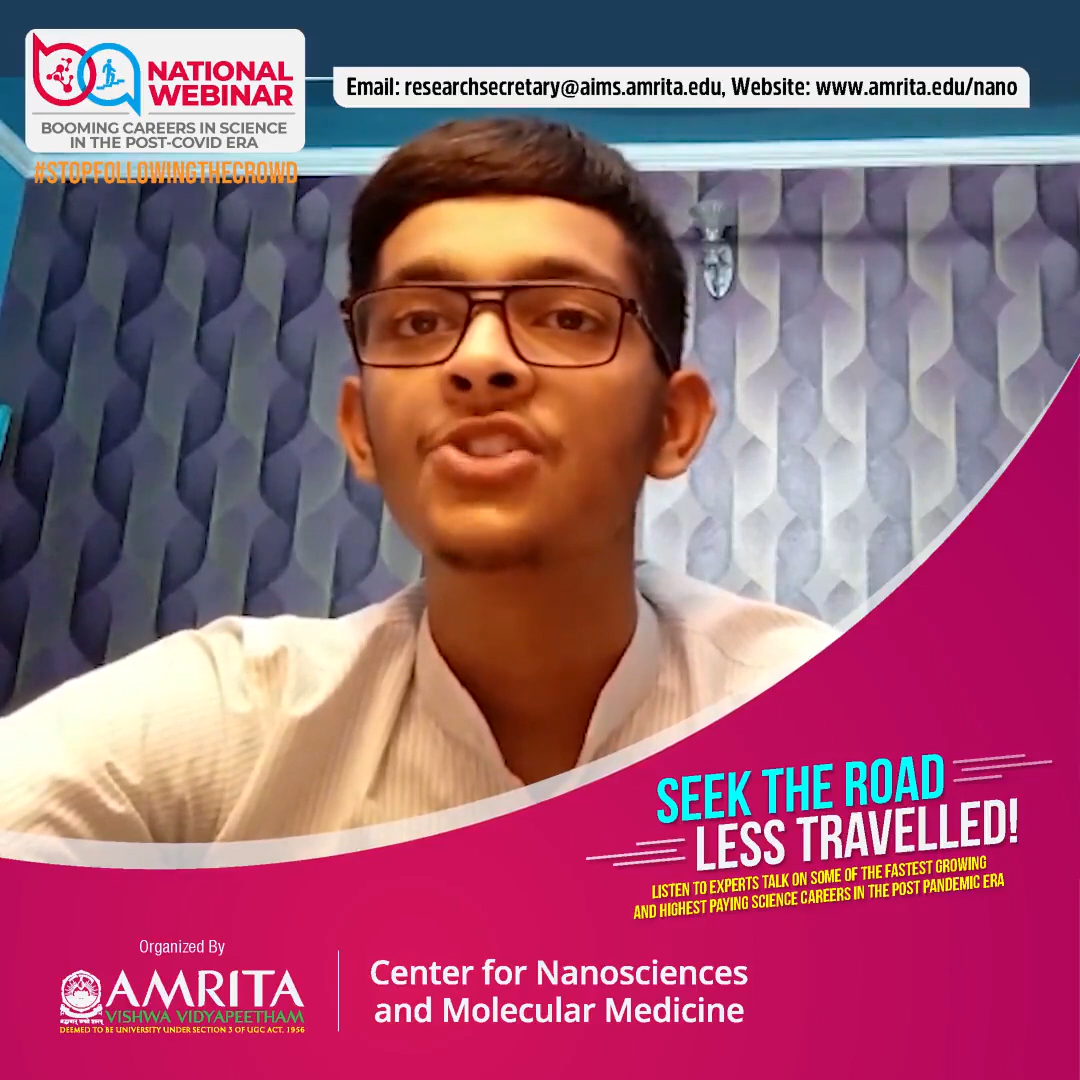 NATIONAL
WEBINAR
BOOMING CAREERS IN SCIENCE
IN THE POST-COVID ERA
#STOPFOLLOWINGTHECROWD
Email: researchsecretary@aims.amrita.edu, Website: www.amrita.edu/nano
SEEK THE ROAD
LESS TRAVELLED!
LISTEN TO EXPERTS TALK ON SOME OF THE FASTEST GROWING
AND HIGHEST PAYING SCIENCE CAREERS IN THE POST PANDEMIC ERA
Organized By
AMRITA
VISHWA VIDYAPEETHAM
DEEMED TO BE UNIVERSITY UNDER SECTION 3 OF UGC ACT, 1956
Center for Nanosciences
and Molecular Medicine